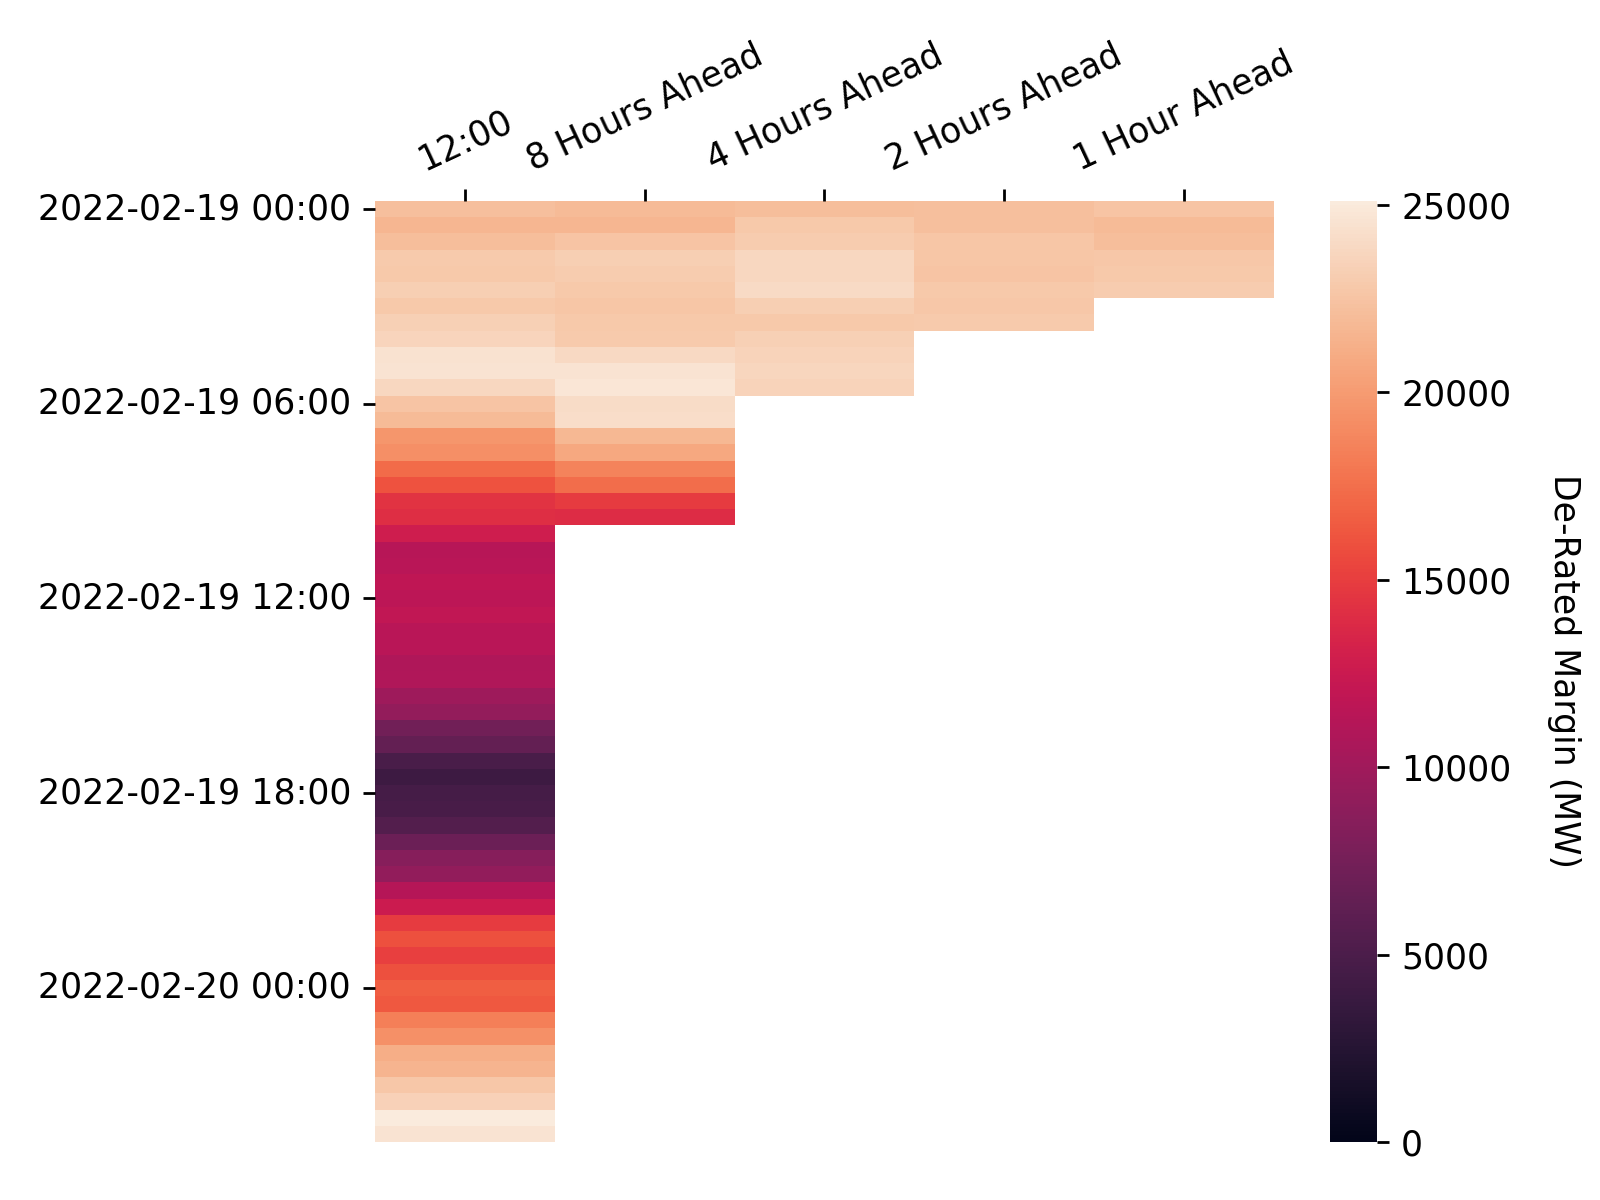 12:00
8 Hours Ahead
4 Hours Ahead
2 Hours Ahead
1 Hour Ahead
2022-02-19 00:00
2022-02-19 06:00
2022-02-19 12:00
2022-02-19 18:00
2022-02-20 00:00
25000
20000
15000
10000
5000
0
De-Rated Margin (MW)